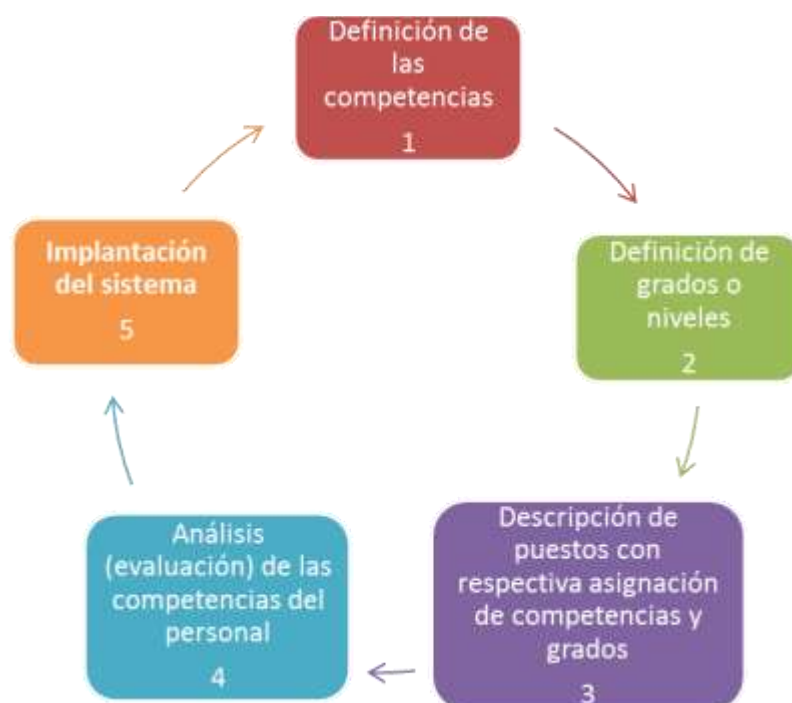 Definición de
las
competencias
1
Definición de
grados o
niveles
2
Descripción de
puestos con
respectiva asignación
de competencias y
grados
3
Análisis
(evaluación) de las
competencias del
personal
4
Implantación
del sistema
5